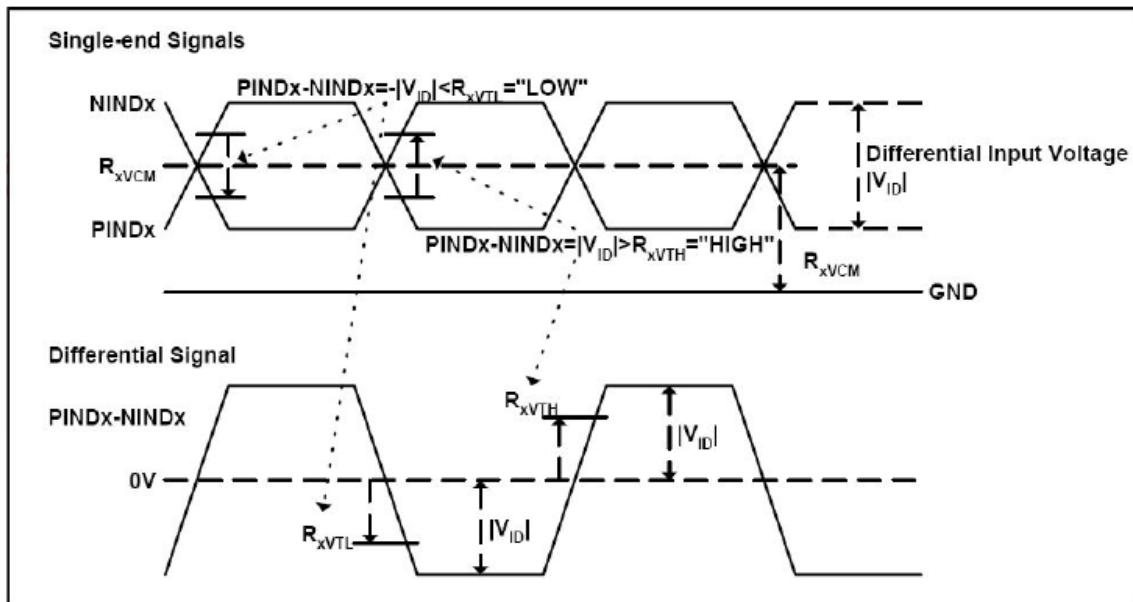 Single-end Signals
PINDx-NINDx=-|VID|<RxVTL="LOW"
NINDx
RxVCM
Differential Input Voltage
|VID|
PINDx
PINDx-NINDx=|VID|>RxVTH="HIGH"
RxVCM
GND
Differential Signal
PINDx-NINDx
RxVTH
|VID|
0V
RxVTL
|VID|